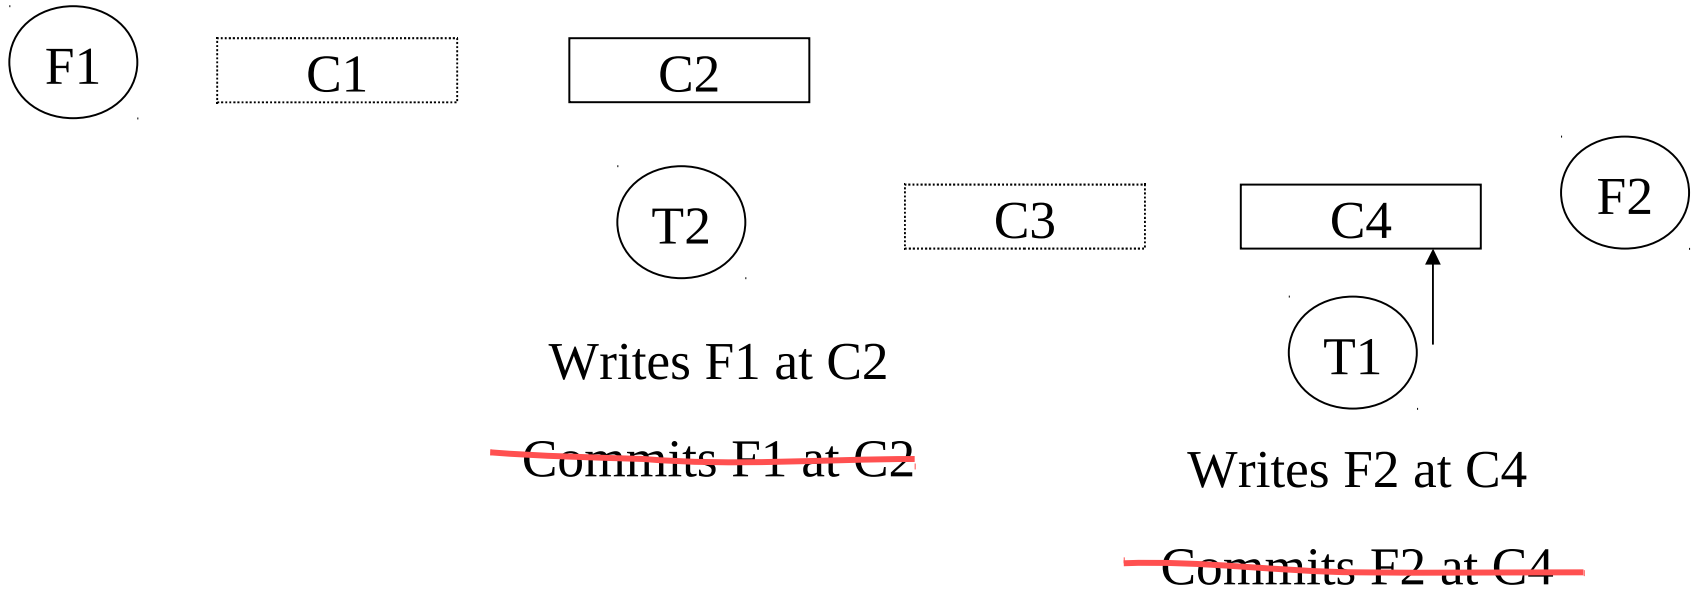 F1
C1
C2
T2
C3
C4
F2
T1
Writes F1 at C2
Commits F1 at C2
Writes F2 at C4
Commits F2 at C4